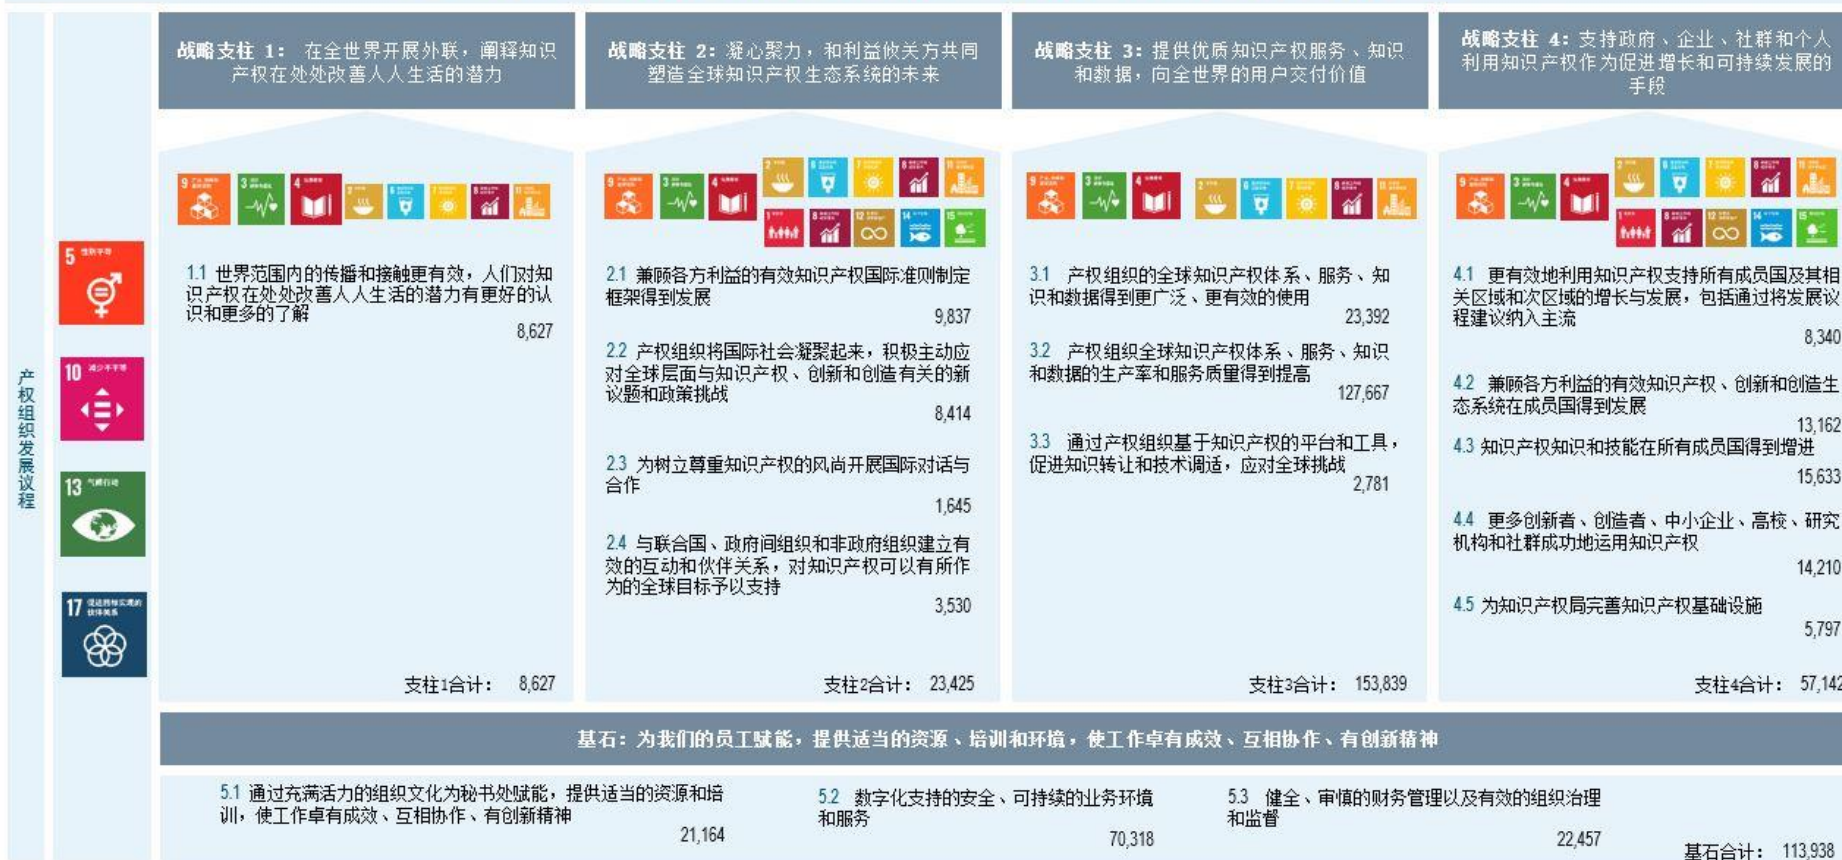 战略支柱 1： 在全世界开展外联，阐释知识
产权在处处改善人人生活的潜力
战略支柱 2：凝心聚力，和利益攸关方共同
塑造全球知识产权生态系统的未来
战略支柱 3：提供优质知识产权服务、知识
和数据，向全世界的用户交付价值
战略支柱 4：支持政府、企业、社群和个人
利用知识产权作为促进增长和可持续发展的
手段
产权组织发展议程
5 性别平等
10 减少不平等
13 气候行动
17 促进目标实现的
伙伴关系
1.1 世界范围内的传播和接触更有效，人们对知
识产权在处处改善人人生活的潜力有更好的认
识和更多的了解
8,627
支柱1合计： 8,627
2.1 兼顾各方利益的有效知识产权国际准则制定
框架得到发展
9,837
2.2 产权组织将国际社会凝聚起来，积极主动应
对全球层面与知识产权、创新和创造有关的新
议题和政策挑战
8,414
2.3 为树立尊重知识产权的风尚开展国际对话与
合作
1,645
2.4 与联合国、政府间组织和非政府组织建立有
效的互动和伙伴关系，对知识产权可以有所作
为的全球目标予以支持
3,530
支柱2合计： 23,425
3.1 产权组织的全球知识产权体系、服务、知
识和数据得到更广泛、更有效的使用
23,392
3.2 产权组织全球知识产权体系、服务、知识
和数据的生产率和服务质量得到提高
127,667
3.3 通过产权组织基于知识产权的平台和工具，
促进知识转让和技术调适，应对全球挑战
2,781
支柱3合计： 153,839
4.1 更有效地利用知识产权支持所有成员国及其相
关区域和次区域的增长与发展，包括通过将发展议
程建议纳入主流
8,340
4.2 兼顾各方利益的有效知识产权、创新和创造生
态系统在成员国得到发展
13,162
4.3 知识产权知识和技能在所有成员国得到增进
15,633
4.4 更多创新者、创造者、中小企业、高校、研究
机构和社群成功地运用知识产权
14,210
4.5 为知识产权局完善知识产权基础设施
5,797
支柱4合计： 57,142
基石：为我们的员工赋能，提供适当的资源、培训和环境，使工作卓有成效、互相协作、有创新精神
5.1 通过充满活力的组织文化为秘书处赋能，提供适当的资源和培
训，使工作卓有成效、互相协作、有创新精神
21,164
5.2 数字化支持的安全、可持续的业务环境
和服务
70,318
5.3 健全、审慎的财务管理以及有效的组织治理
和监督
22,457
基石合计： 113,938